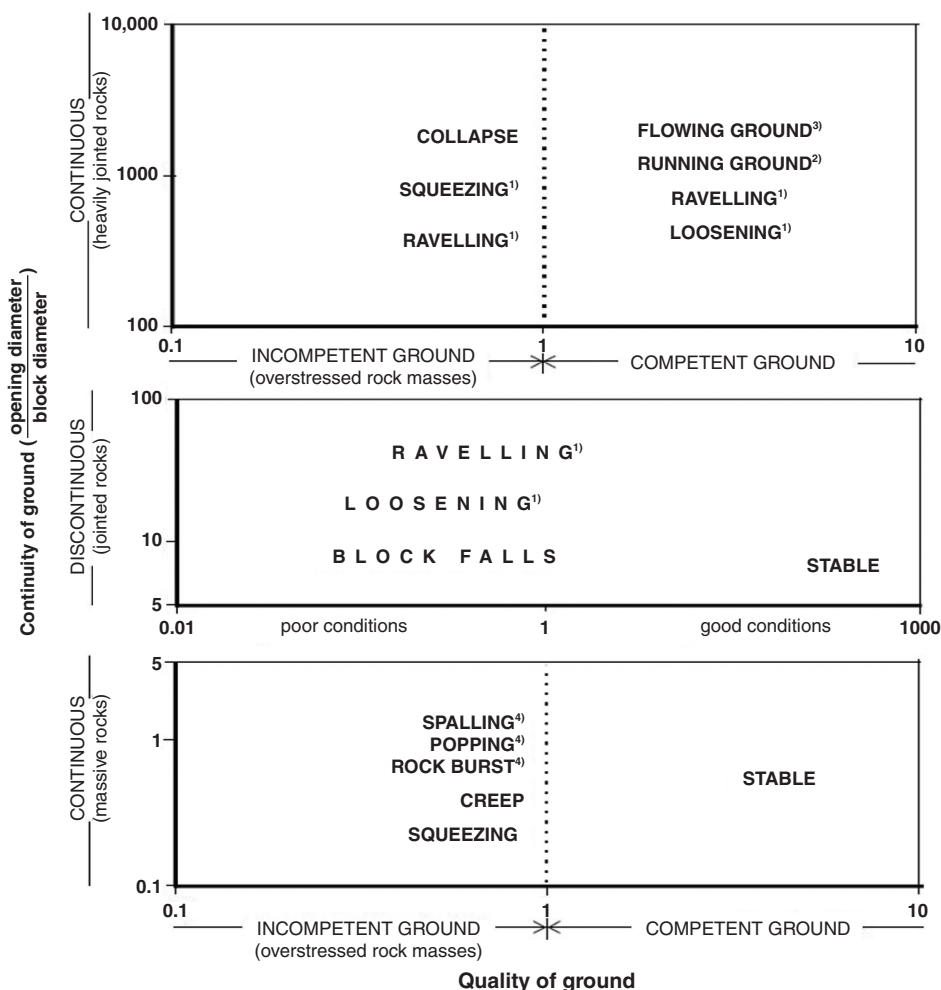 10,000
1000
100
CONTINUOUS
(heavily jointed rocks)
COLLAPSE
SQUEEZING¹⁾
RAVELLING¹⁾
FLOWING GROUND³⁾
RUNNING GROUND²⁾
RAVELLING¹⁾
LOOSENING¹⁾
0.1
1
10
INCOMPETENT GROUND
(overstressed rock masses)
COMPETENT GROUND
Continuity of ground (opening diameter / block diameter)
100
10
5
DISCONTINUOUS
(jointed rocks)
RAVELLING¹⁾
LOOSENING¹⁾
BLOCK FALLS
STABLE
0.01
poor conditions
1
good conditions
1000
5
1
0.1
CONTINUOUS
(massive rocks)
SPALLING⁴⁾
POPPING⁴⁾
ROCK BURST⁴⁾
CREEP
SQUEEZING
STABLE
0.1
1
10
INCOMPETENT GROUND
(overstressed rock masses)
COMPETENT GROUND
Quality of ground